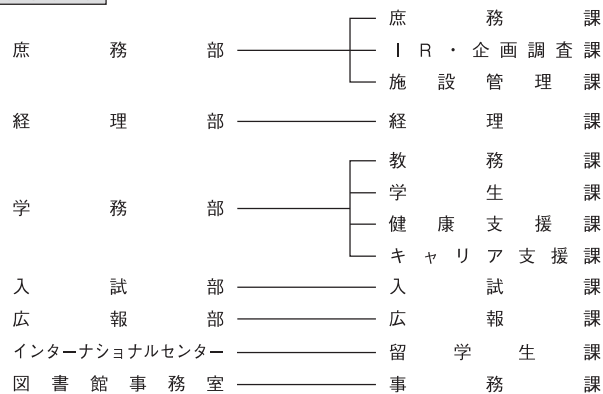 庶務課
庶務部 IR・企画調査課
施設管理課
経理部 経理課
教務課
学生課
学務部
健康支援課
キャリア支援課
入試部 入試課
広報部 広報課
インターナショナルセンター 留学生課
図書館事務室 事務課